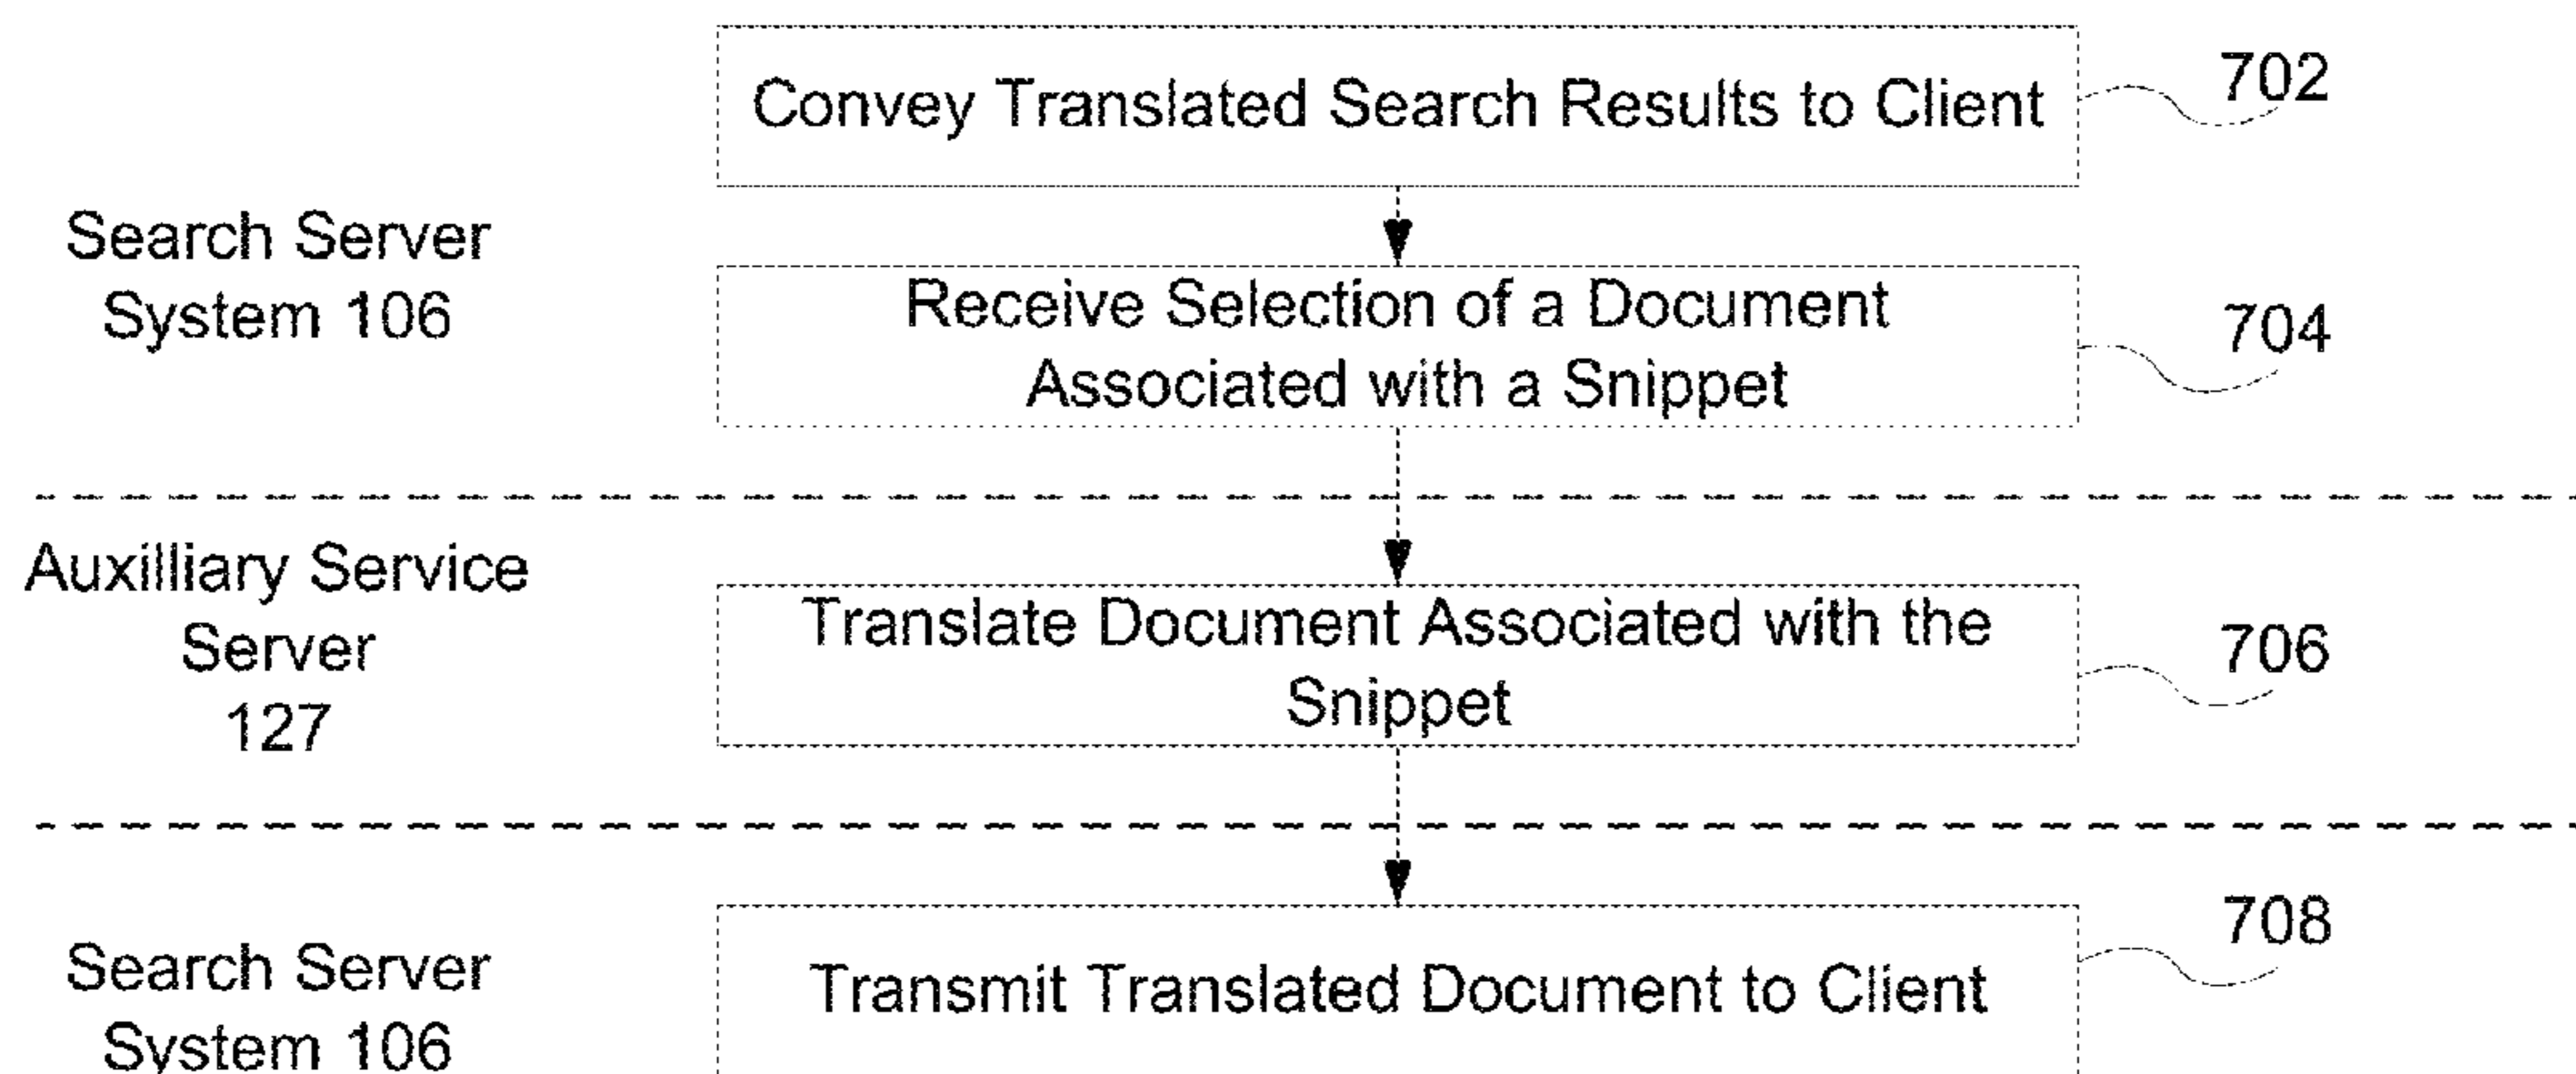 Convey Translated Search Results to Client
702
Search Server
System 106
Receive Selection of a Document
Associated with a Snippet
704
Auxilliary Service
Server
127
Translate Document Associated with the
Snippet
706
Search Server
System 106
Transmit Translated Document to Client
708